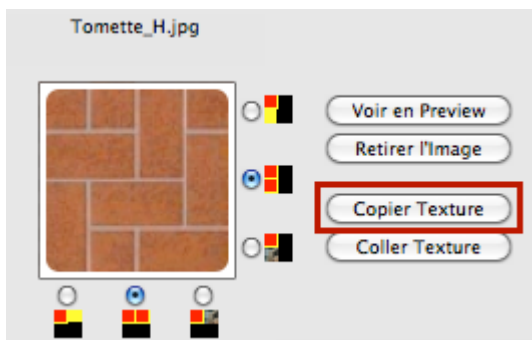 Tomette_H.jpg
Voir en Preview
Retirer l'Image
Copier Texture
Coller Texture